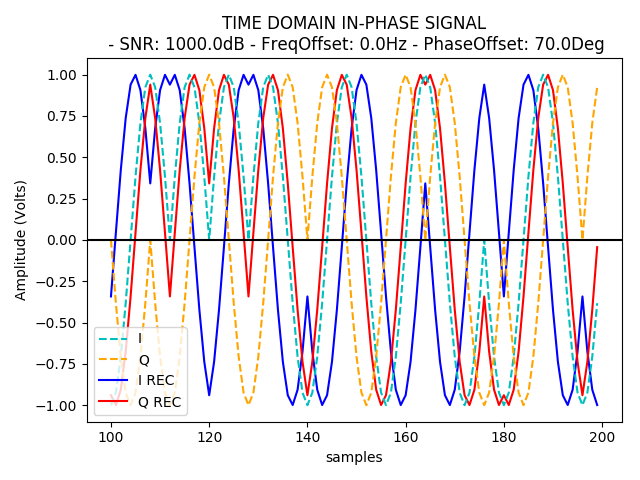 TIME DOMAIN IN-PHASE SIGNAL
- SNR: 1000.0dB - FreqOffset: 0.0Hz - PhaseOffset: 70.0Deg
Amplitude (Volts)
1.00
0.75
0.50
0.25
0.00
−0.25
−0.50
−0.75
−1.00
I
Q
I REC
Q REC
100
120
140
160
180
200
samples